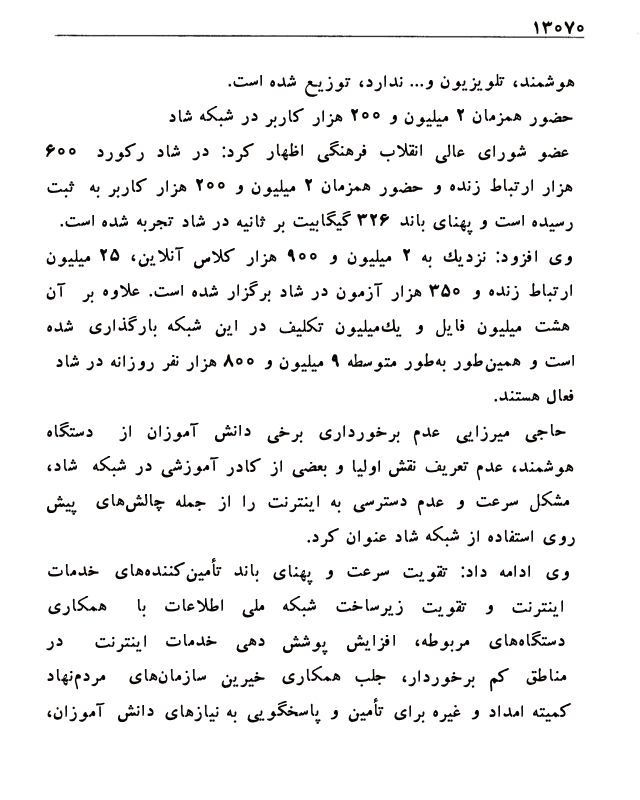 ۱۳۰۷۰
هوشمند، تلویزیون و... ندارد، توزیع شده است.
حضور همزمان ۲ میلیون و ۲۰۰ هزار کاربر در شبکه شاد
عضو شورای عالی انقلاب فرهنگی اظهار کرد: در شاد رکورد ۶۰۰
هزار ارتباط زنده و حضور همزمان ۲ میلیون و ۲۰۰ هزار کاربر به ثبت
رسیده است و پهنای باند ۳۲۶ گیگابیت بر ثانیه در شاد تجربه شده است.
وی افزود: نزدیك به ۲ میلیون و ۹۰۰ هزار کلاس آنلاین، ۲۵ میلیون
ارتباط زنده و ۳۵۰ هزار آزمون در شاد برگزار شده است. علاوه بر آن
هشت میلیون فایل و یك‌میلیون تکلیف در این شبکه بارگذاری شده
است و همین‌طور به‌طور متوسطه ۹ میلیون و ۸۰۰ هزار نفر روزانه در شاد
فعال هستند.
حاجی میرزایی عدم برخورداری برخی دانش آموزان از دستگاه
هوشمند، عدم تعریف نقش اولیا و بعضی از کادر آموزشی در شبکه شاد،
مشکل سرعت و عدم دسترسی به اینترنت را از جمله چالش‌های پیش
روی استفاده از شبکه شاد عنوان کرد.
وی ادامه داد: تقویت سرعت و پهنای باند تأمین‌کننده‌های خدمات
اینترنت و تقویت زیرساخت شبکه ملی اطلاعات با همکاری
دستگاه‌های مربوطه، افزایش پوشش دهی خدمات اینترنت در
مناطق کم برخوردار، جلب همکاری خیرین سازمان‌های مردم‌نهاد
کمیته امداد و غیره برای تأمین و پاسخگویی به نیازهای دانش آموزان،